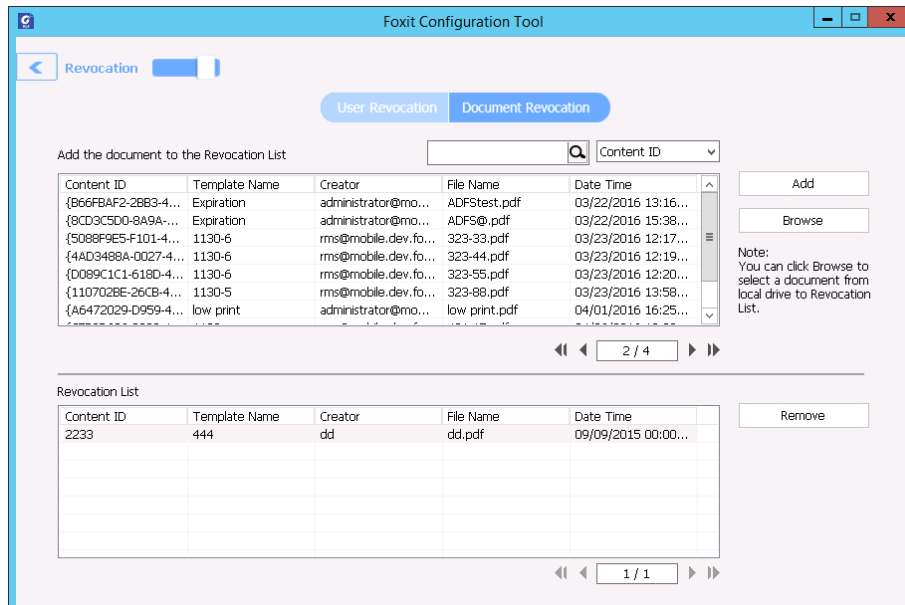 Foxit Configuration Tool
Revocation
User Revocation Document Revocation
Add the document to the Revocation List Content ID
Content ID Template Name Creator File Name Date Time
{B66FBAF2-2BB3-4... Expiration administrator@mo... ADFStest.pdf 03/22/2016 13:16...
{8CD3C5D0-8A9A-... Expiration administrator@mo... ADFS@.pdf 03/22/2016 15:38...
{5088F9E5-F101-4... 1130-6 rms@mobile.dev.fo... 323-33.pdf 03/23/2016 12:17...
{4AD3488A-0027-4... 1130-6 rms@mobile.dev.fo... 323-44.pdf 03/23/2016 12:19...
{D089C1C1-618D-4... 1130-6 rms@mobile.dev.fo... 323-55.pdf 03/23/2016 12:20...
{110702BE-26CB-4... 1130-5 rms@mobile.dev.fo... 323-88.pdf 03/23/2016 13:58...
{A6472029-D959-4... low print administrator@mo... low print.pdf 04/01/2016 16:25...
Add
Browse
Note:
You can click Browse to
select a document from
local drive to Revocation
List.
2 / 4
Revocation List
Content ID Template Name Creator File Name Date Time
2233 444 dd dd.pdf 09/09/2015 00:00...
Remove
1 / 1